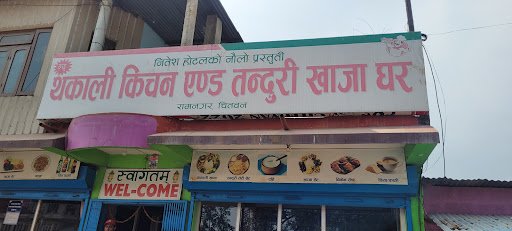 नितेश होटलको नौलो प्रस्तुती
थकाली किचन एण्ड तन्दुरी खाजा घर
रामनगर चितवन
स्वागतम
WEL-COME